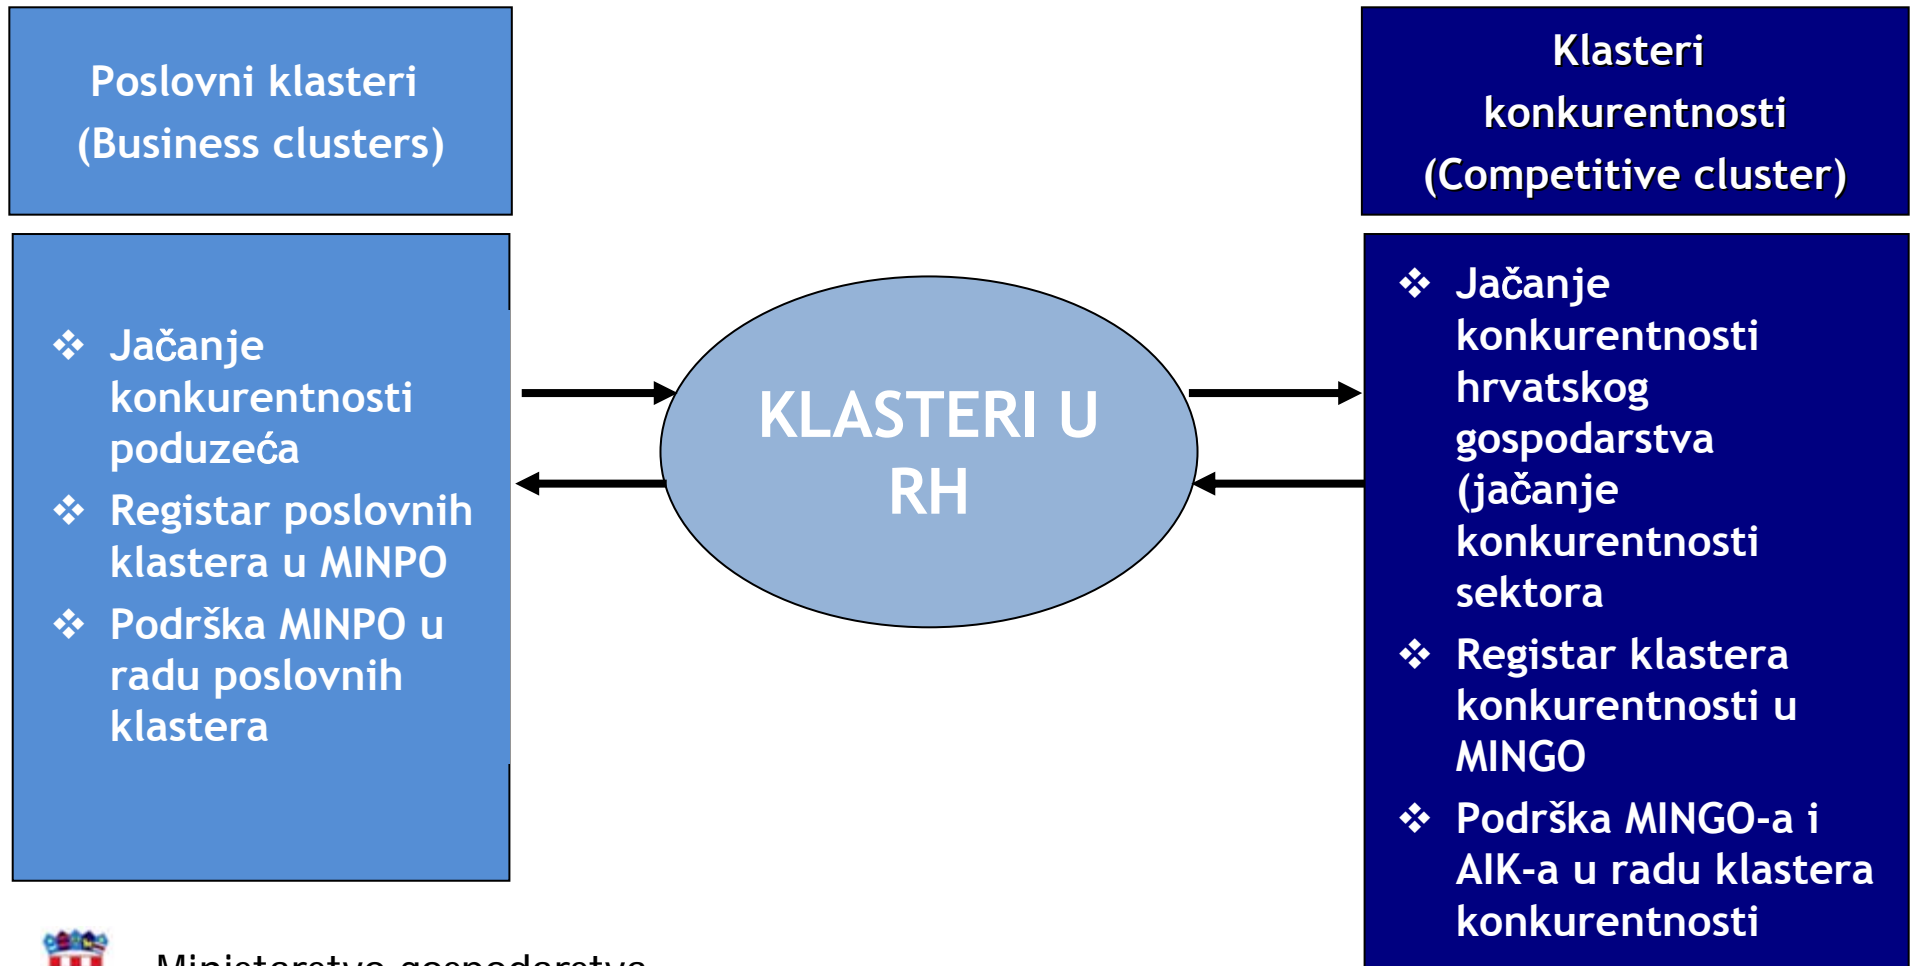 Poslovni klasteri
(Business clusters)
Klasteri
konkurentnosti
(Competitive cluster)
❖ Jačanje
konkurentnosti
poduzeća
❖ Registar poslovnih
klastera u MINPO
❖ Podrška MINPO u
radu poslovnih
klastera
KLASTERI U
RH
❖ Jačanje
konkurentnosti
hrvatskog
gospodarstva
(jačanje
konkurentnosti
sektora
❖ Registar klastera
konkurentnosti u
MINGO
❖ Podrška MINGO-a i
AIK-a u radu klastera
konkurentnosti
Ministarstvo gospodarstva